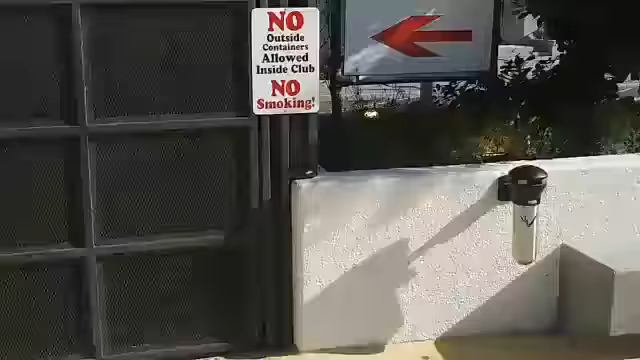 NO
Outside
Containers
Allowed
Inside Club
NO
Smoking!